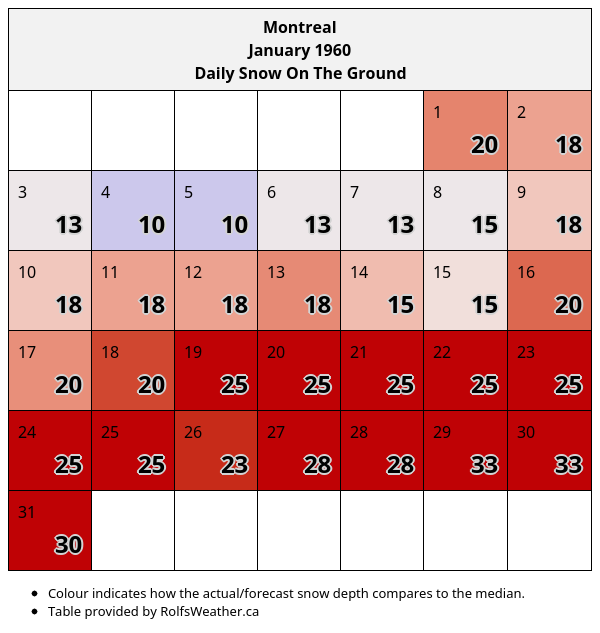 Montreal
January 1960
Daily Snow On The Ground
1 2
20 18
3 4 5 6 7 8 9
13 10 10 13 13 15 18
10 11 12 13 14 15 16
18 18 18 18 15 15 20
17 18 19 20 21 22 23
20 20 25 25 25 25 25
24 25 26 27 28 29 30
25 25 23 28 28 33 33
31
30
• Colour indicates how the actual/forecast snow depth compares to the median.
• Table provided by RolfsWeather.ca